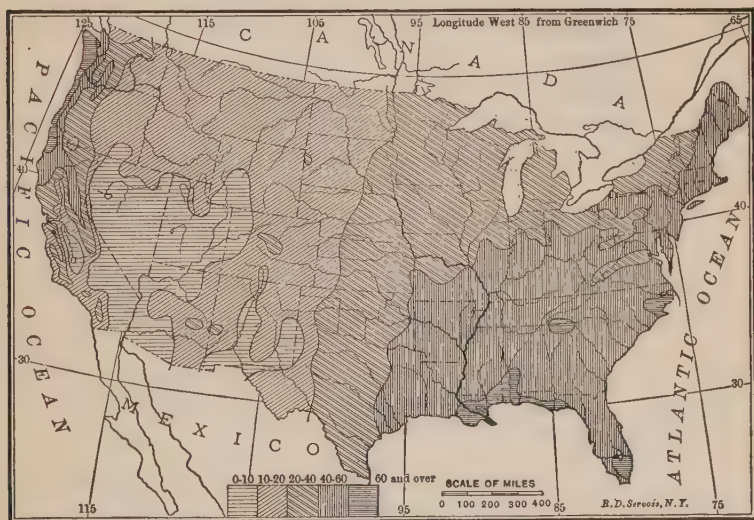 125 115 105 95 Longitude West 85 from Greenwich 75 65
CANADA
PACIFIC OCEAN
40
40
ATLANTIC OCEAN
30
30
MEXICO
0-10 10-20 20-40 40-60 60 and over
SCALE OF MILES
0 100 200 300 400
R.D. Servoss, N.Y.
115 95 85 75